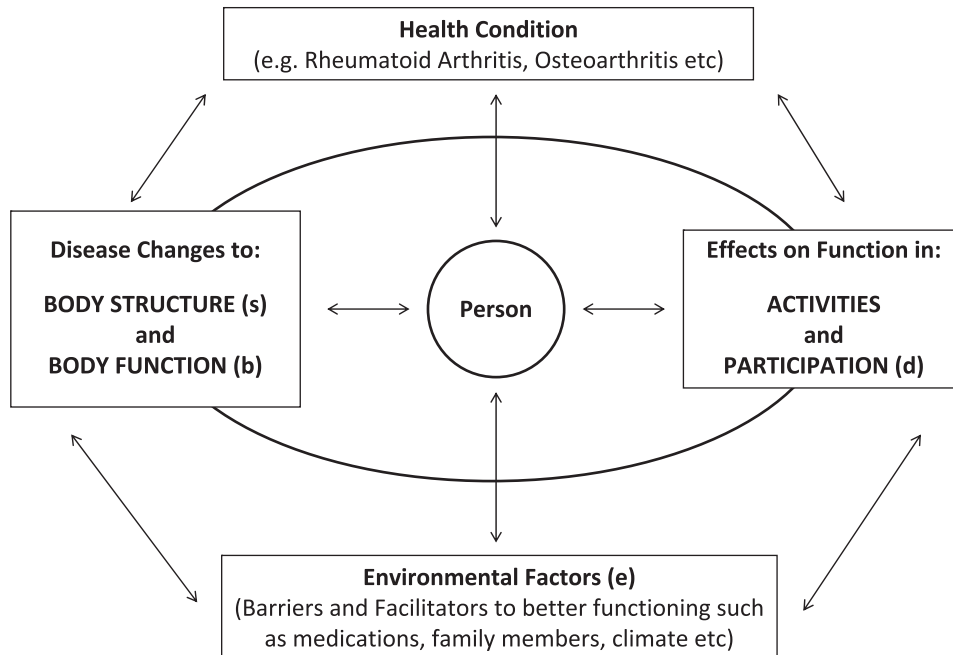 Health Condition
(e.g. Rheumatoid Arthritis, Osteoarthritis etc)
Disease Changes to:
BODY STRUCTURE (s)
and
BODY FUNCTION (b)
Person
Effects on Function in:
ACTIVITIES
and
PARTICIPATION (d)
Environmental Factors (e)
(Barriers and Facilitators to better functioning such
as medications, family members, climate etc)